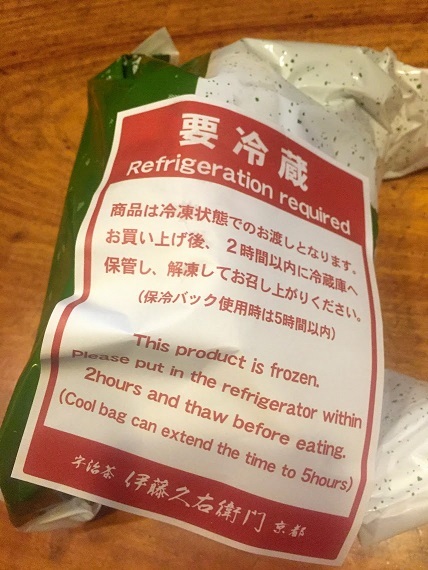 要冷蔵
Refrigeration required
商品は冷凍状態でのお渡しとなります。
お買い上げ後、2時間以内に冷蔵庫へ
保管し、解凍してお召し上がりください。
(保冷バック使用時は5時間以内)
This product is frozen.
Please put in the refrigerator within
2hours and thaw before eating.
(Cool bag can extend the time to 5hours)
宇治茶 伊藤久右衛門 京都